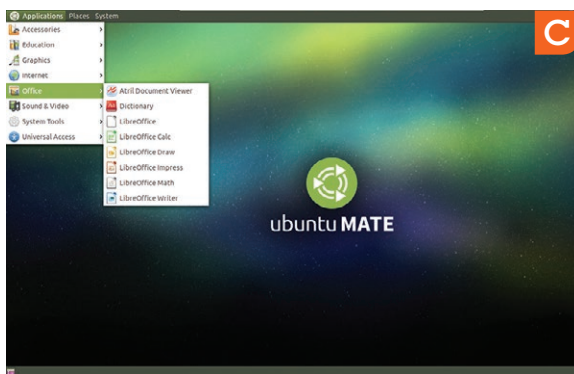 Applications Places System
C
Accessories
Education
Graphics
Internet
Office
Sound & Video
System Tools
Universal Access
Atril Document Viewer
Dictionary
LibreOffice
LibreOffice Calc
LibreOffice Draw
LibreOffice Impress
LibreOffice Math
LibreOffice Writer
ubuntu MATE